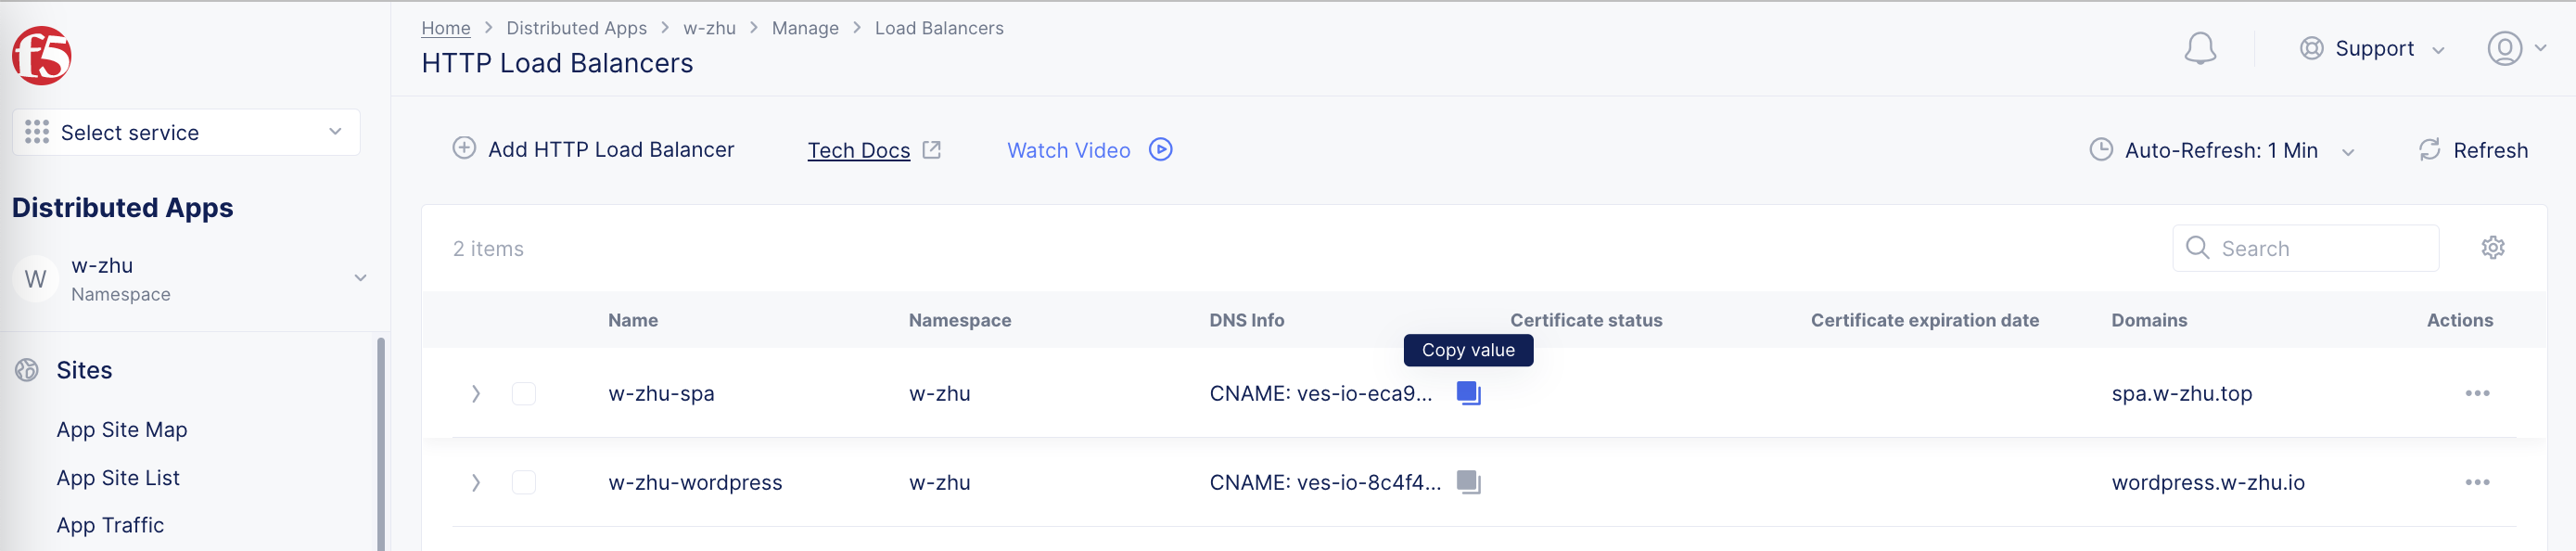 f5
Home > Distributed Apps > w-zhu > Manage > Load Balancers
HTTP Load Balancers
Support
Select service
Add HTTP Load Balancer Tech Docs Watch Video Auto-Refresh: 1 Min Refresh
Distributed Apps
W w-zhu
Namespace
2 items Search
Name Namespace DNS Info Certificate status Certificate expiration date Domains Actions
Copy value
w-zhu-spa w-zhu CNAME: ves-io-eca9... spa.w-zhu.top
w-zhu-wordpress w-zhu CNAME: ves-io-8c4f4... wordpress.w-zhu.io
Sites
App Site Map
App Site List
App Traffic